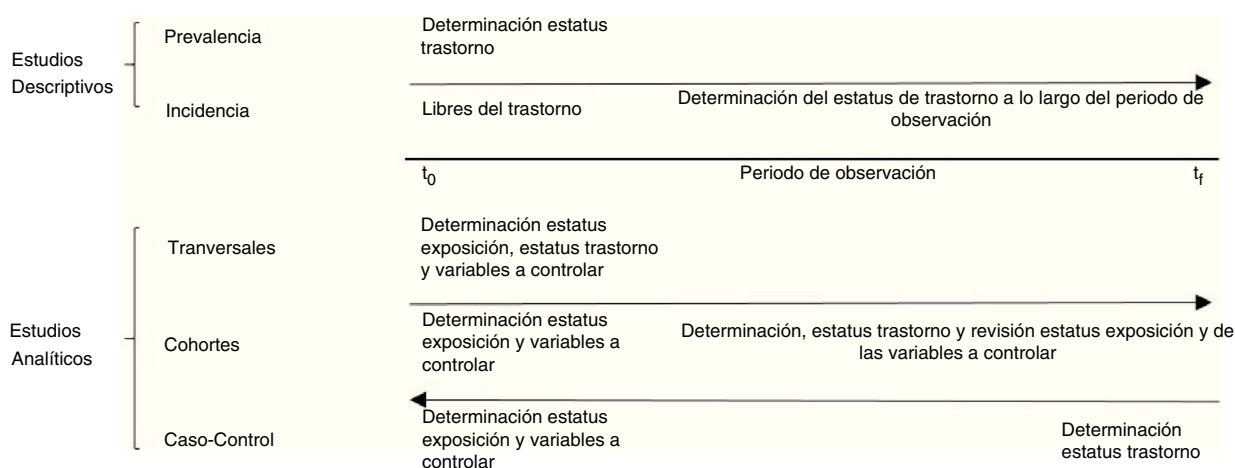 Estudios
Descriptivos
Prevalencia
Determinación estatus
trastorno
Incidencia
Libres del trastorno
Determinación del estatus de trastorno a lo largo del periodo de
observación
t0
Periodo de observación
tf
Estudios
Analíticos
Tranversales
Determinación estatus
exposición, estatus trastorno
y variables a controlar
Cohortes
Determinación estatus
exposición y variables a
controlar
Determinación, estatus trastorno y revisión estatus exposición y de
las variables a controlar
Caso-Control
Determinación estatus
exposición y variables a
controlar
Determinación
estatus trastorno